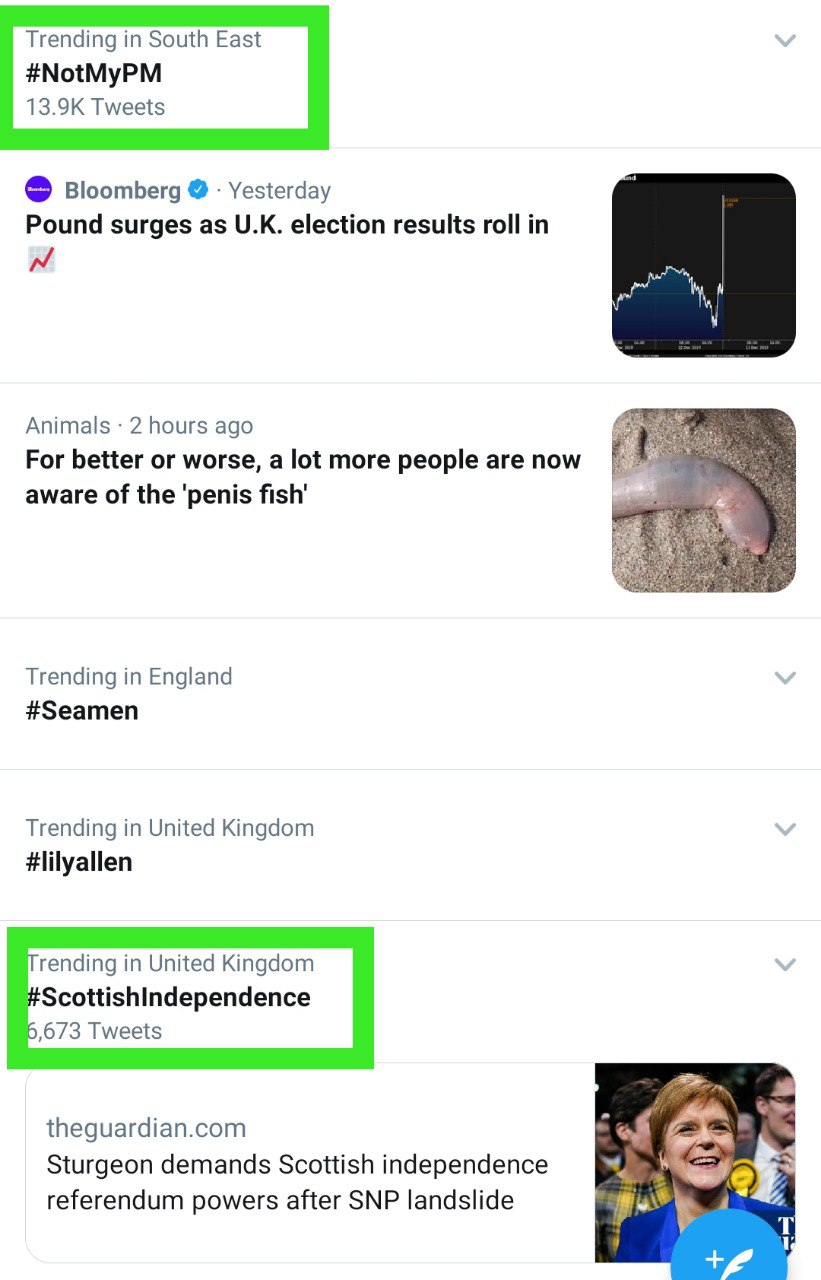 Trending in South East
#NotMyPM
13.9K Tweets
Bloomberg · Yesterday
Pound surges as U.K. election results roll in
Animals · 2 hours ago
For better or worse, a lot more people are now
aware of the 'penis fish'
Trending in England
#Seamen
Trending in United Kingdom
#lilyallen
Trending in United Kingdom
#ScottishIndependence
6,673 Tweets
theguardian.com
Sturgeon demands Scottish independence
referendum powers after SNP landslide